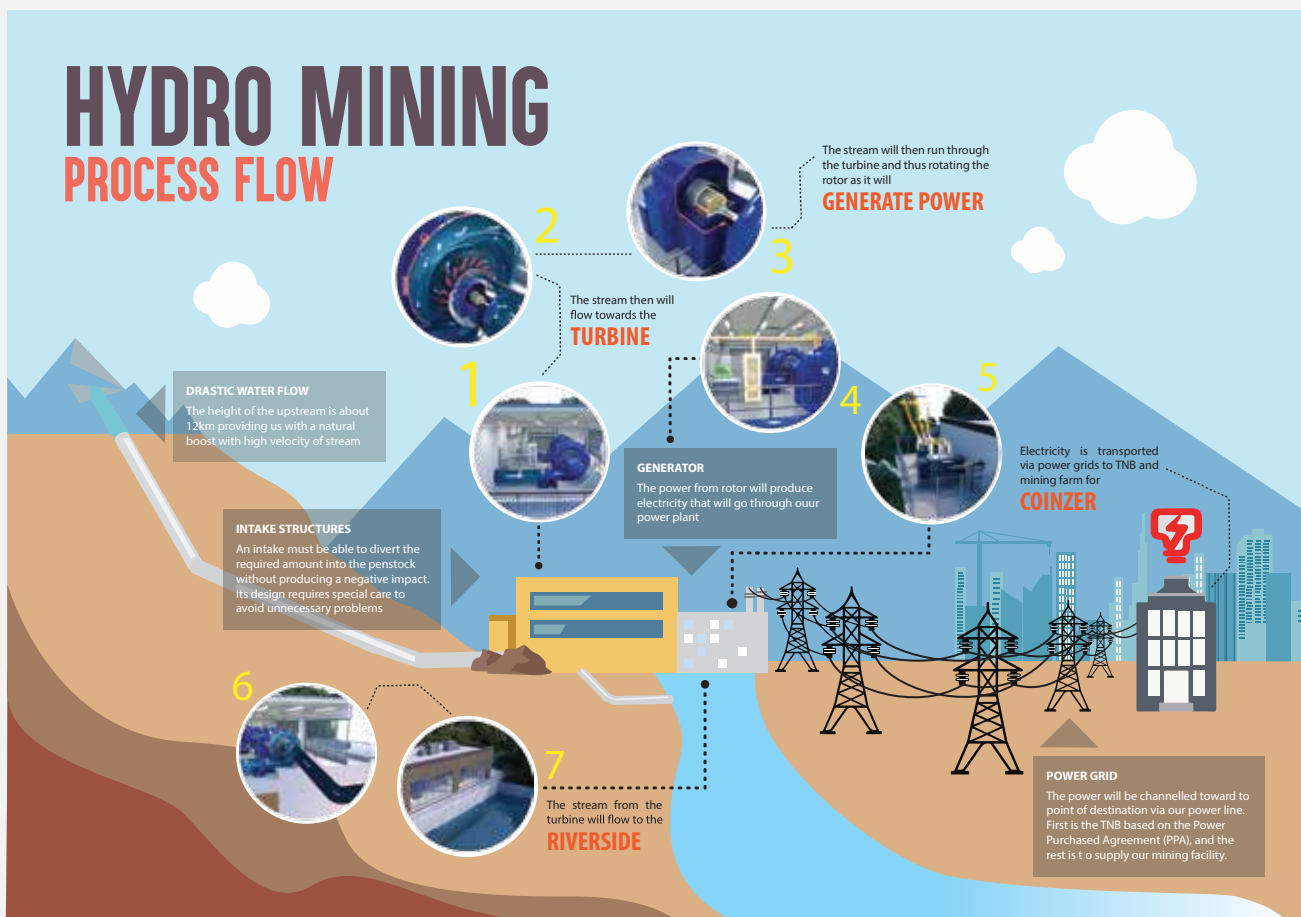 HYDRO MINING
PROCESS FLOW
The stream will then run through
the turbine and thus rotating the
rotor as it will
GENERATE POWER
2
3
The stream then will
flow towards the
TURBINE
1
4
5
DRASTIC WATER FLOW
The height of the upstream is about
12km providing us with a natural
boost with high velocity of stream
GENERATOR
The power from rotor will produce
electricity that will go through ouur
power plant
Electricity is transported
via power grids to TNB and
mining farm for
COINZER
INTAKE STRUCTURES
An intake must be able to divert the
required amount into the penstock
without producing a negative impact.
Its design requires special care to
avoid unnecessary problems
6
7
The stream from the
turbine will flow to the
RIVERSIDE
POWER GRID
The power will be channelled toward to
point of destination via our power line.
First is the TNB based on the Power
Purchased Agreement (PPA), and the
rest is t o supply our mining facility.